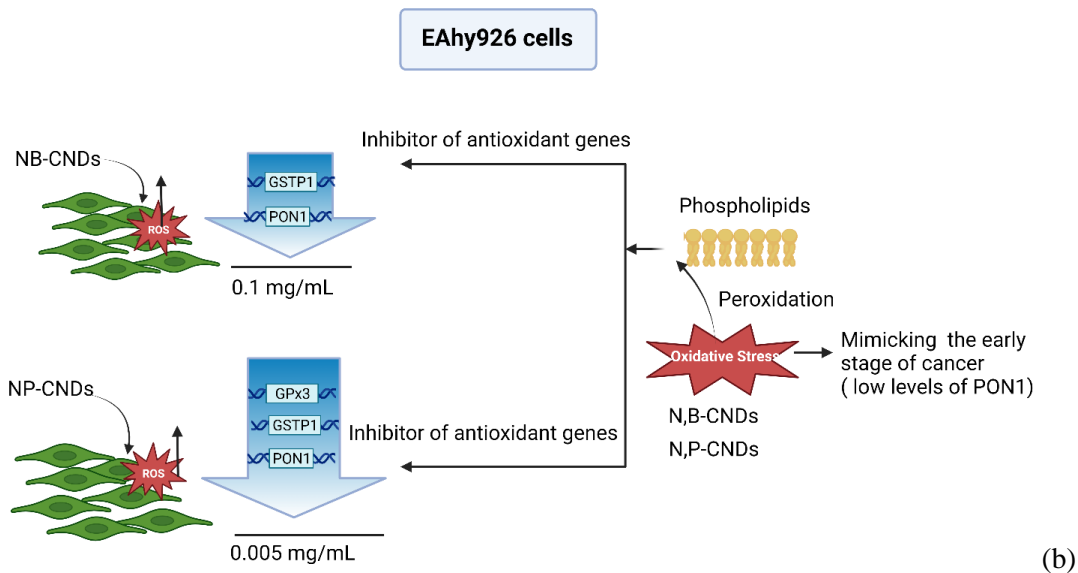 EAhy926 cells
Inhibitor of antioxidant genes
NB-CNDs
GSTP1
ROS
PON1
0.1 mg/mL
Phospholipids
Peroxidation
Oxidative Stress
Mimicking the early
stage of cancer
( low levels of PON1)
N,B-CNDs
N,P-CNDs
NP-CNDs
GPx3
GSTP1
Inhibitor of antioxidant genes
PON1
ROS
0.005 mg/mL
(b)